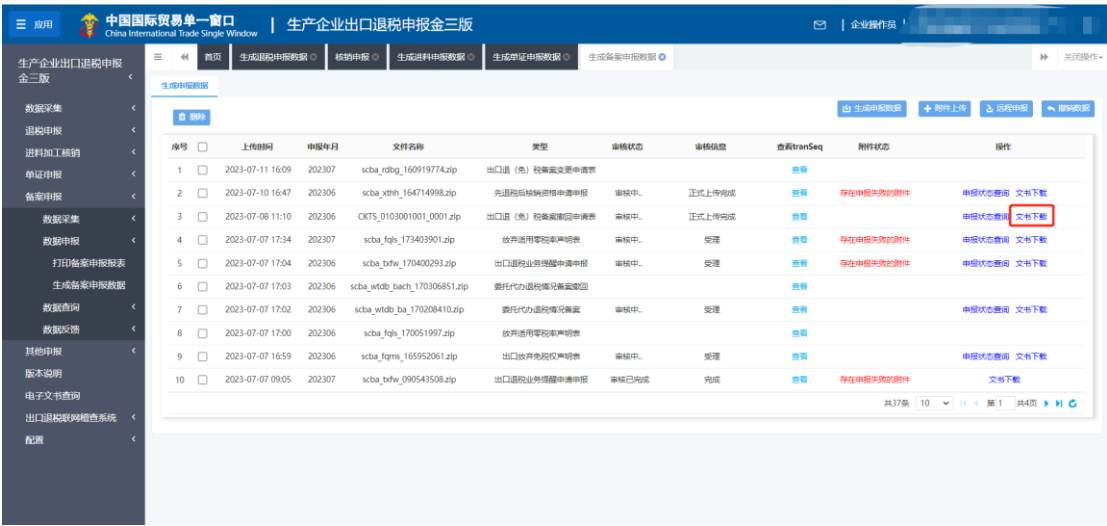 应用 中国国际贸易单一窗口 | 生产企业出口退税申报金三版 | 企业操作员
China International Trade Single Window
生产企业出口退税申报金三版
首页 生成退税申报数据 核销申报 生成进料申报数据 生成单证申报数据 生成备案申报数据 关闭操作
生成申报数据
数据采集
退税申报
进料加工核销
单证申报
备案申报
数据采集
数据申报
打印备案申报报表
生成备案申报数据
数据查询
数据反馈
其他申报
版本说明
电子文书查询
出口退税联网稽查系统
配置
删除 生成申报数据 附件上传 远程申报 撤销数据
序号 上传时间 申报年月 文件名称 类型 审核状态 审核信息 查看tranSeq 附件状态 操作
1 2023-07-11 16:09 202307 scba_rdbg_160919774.zip 出口退（免）税备案变更申请表 查看
2 2023-07-10 16:47 202306 scba_xthh_164714998.zip 先退税后核销资格申请申报 审核中... 正式上传完成 查看 存在申报失败的附件 申报状态查询 文书下载
3 2023-07-08 11:10 202306 CKTS_0103001001_0001.zip 出口退（免）税备案撤回申请表 审核中... 正式上传完成 查看 申报状态查询 文书下载
4 2023-07-07 17:34 202307 scba_fqls_173403901.zip 放弃适用零税率声明表 审核中... 受理 查看 存在申报失败的附件 申报状态查询 文书下载
5 2023-07-07 17:04 202306 scba_txfw_170400293.zip 出口退税业务提醒申请申报 审核中... 受理 查看 存在申报失败的附件 申报状态查询 文书下载
6 2023-07-07 17:03 202306 scba_wtdb_bach_170306851.zip 委托代办退税情况备案撤回 查看
7 2023-07-07 17:02 202306 scba_wtdb_ba_170208410.zip 委托代办退税情况备案 审核中... 受理 查看 申报状态查询 文书下载
8 2023-07-07 17:00 202306 scba_fqls_170051997.zip 放弃适用零税率声明表 查看
9 2023-07-07 16:59 202306 scba_fqms_165952061.zip 出口放弃免税权声明表 审核中... 受理 查看 申报状态查询 文书下载
10 2023-07-07 09:05 202307 scba_txfw_090543508.zip 出口退税业务提醒申请申报 审核已完成 完成 查看 存在申报失败的附件 文书下载
共37条 10 第 1 共4页